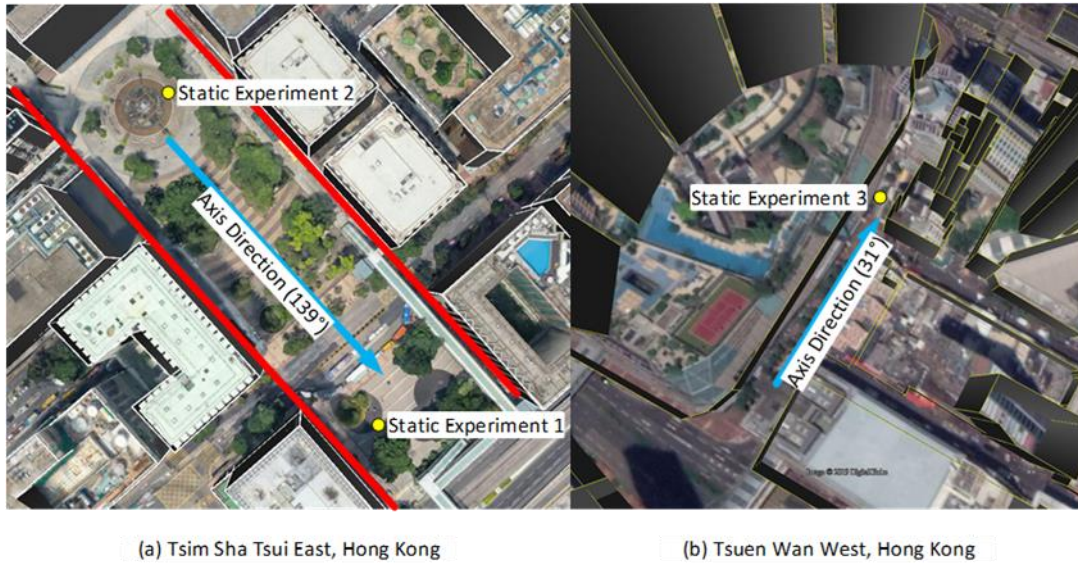 Static Experiment 2
Axis Direction (139°)
Static Experiment 1
Static Experiment 3
Axis Direction (31°)
(a) Tsim Sha Tsui East, Hong Kong
(b) Tsuen Wan West, Hong Kong